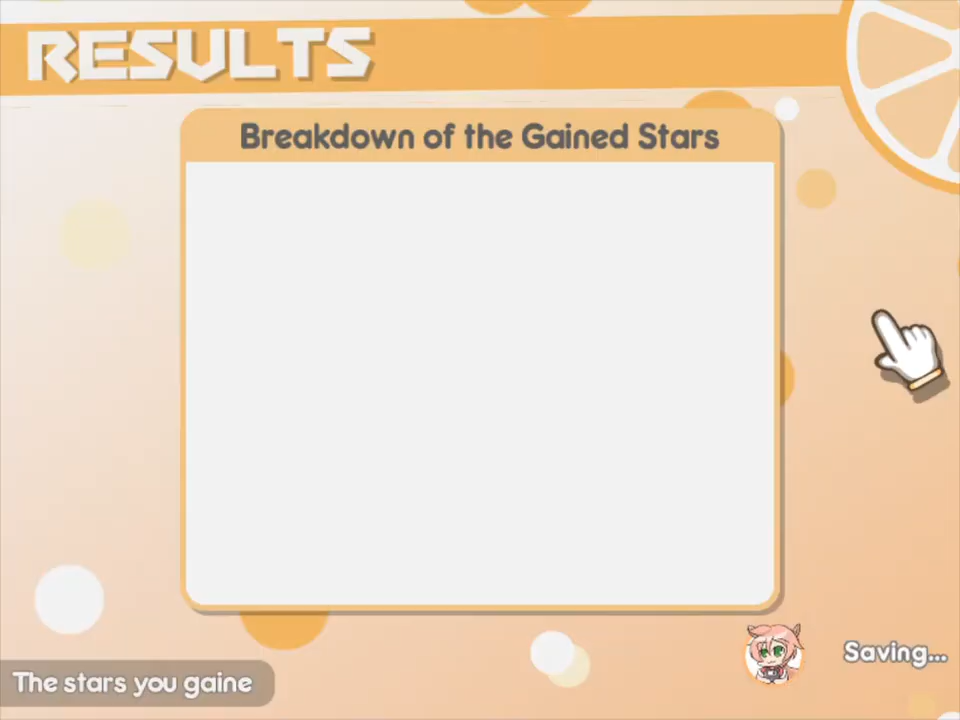 RESULTS
Breakdown of the Gained Stars
Saving...
The stars you gaine